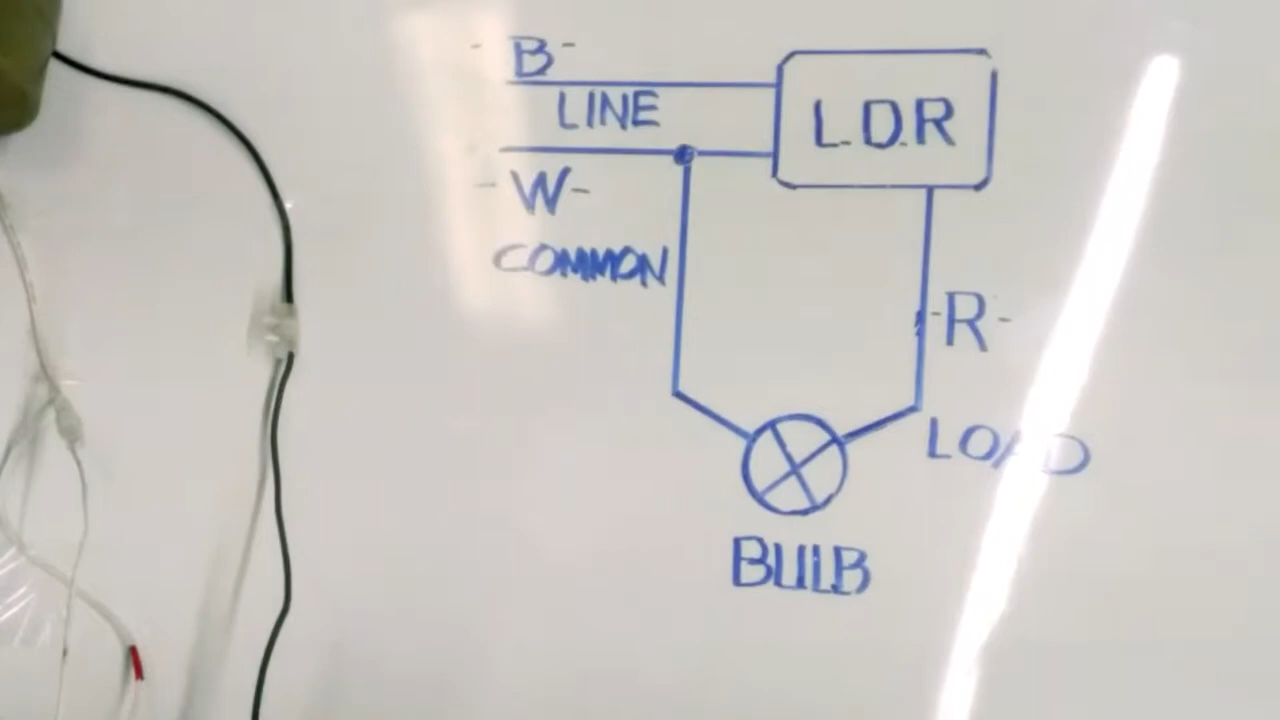 -B-
LINE
L.D.R
-W-
COMMON
-R-
LOAD
BULB